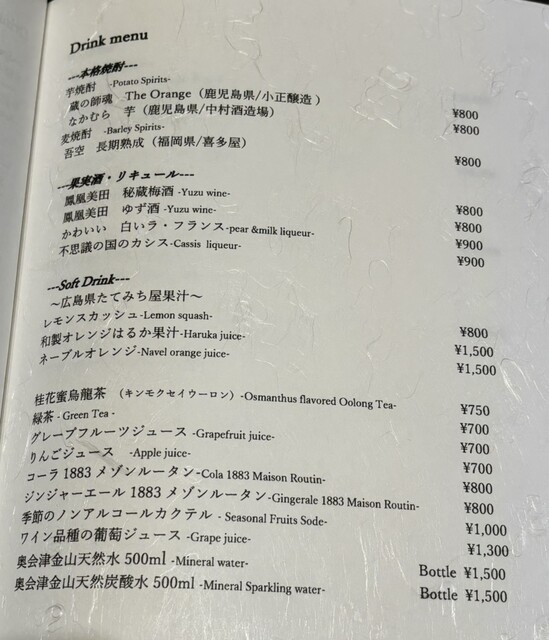 Drink menu
---本格焼酎---
芋焼酎 -Potato Spirits-
蔵の師魂 The Orange（鹿児島県/小正醸造） ¥800
なかむら 芋（鹿児島県/中村酒造場） ¥800
麦焼酎 -Barley Spirits-
吾空 長期熟成（福岡県/喜多屋） ¥800
---果実酒・リキュール---
鳳凰美田 秘蔵梅酒 -Yuzu wine- ¥800
鳳凰美田 ゆず酒 -Yuzu wine- ¥800
かわいい 白いラ・フランス-pear &milk liqueur- ¥900
不思議の国のカシス-Cassis liqueur- ¥900
---Soft Drink---
～広島県たてみち屋果汁～
レモンスカッシュ-Lemon squash- ¥800
和製オレンジはるか果汁-Haruka juice- ¥1,500
ネーブルオレンジ-Navel orange juice- ¥1,500
桂花蜜烏龍茶 （キンモクセイウーロン）-Osmanthus flavored Oolong Tea- ¥750
緑茶 - Green Tea - ¥700
グレープフルーツジュース -Grapefruit juice- ¥700
りんごジュース -Apple juice- ¥700
コーラ 1883 メゾンルータン-Cola 1883 Maison Routin- ¥800
ジンジャーエール 1883 メゾンルータン-Gingerale 1883 Maison Routin- ¥800
季節のノンアルコールカクテル - Seasonal Fruits Sode- ¥1,000
ワイン品種の葡萄ジュース -Grape juice- ¥1,300
奥会津金山天然水 500ml -Mineral water- Bottle ¥1,500
奥会津金山天然炭酸水 500ml -Mineral Sparkling water- Bottle ¥1,500